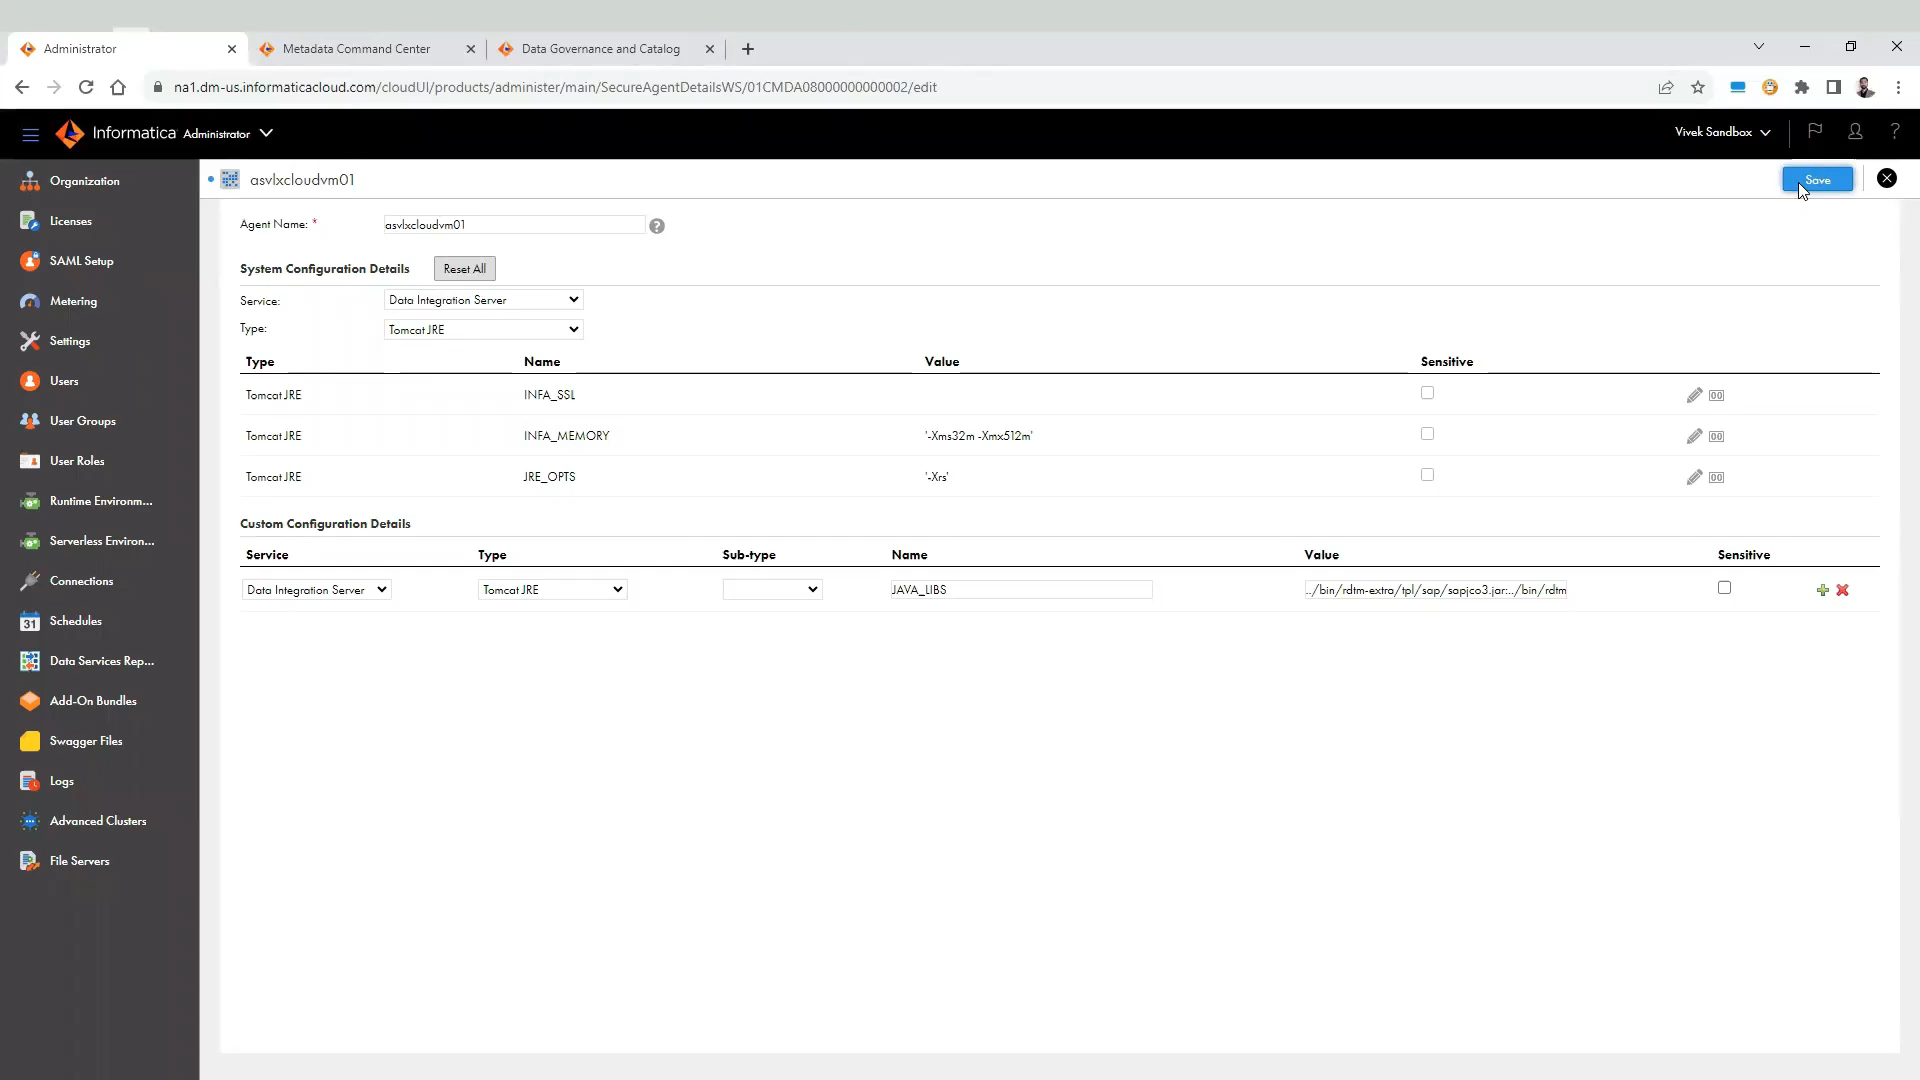 Administrator
Metadata Command Center
Data Governance and Catalog
na1.dm-us.informaticacloud.com/cloudUI/products/administer/main/SecureAgentDetailsWS/01CMDA08000000000002/edit
Informatica Administrator
Vivek Sandbox
?
Organization
Licenses
SAML Setup
Metering
Settings
Users
User Groups
User Roles
Runtime Environm...
Serverless Environ...
Connections
31 Schedules
Data Services Rep...
Add-On Bundles
Swagger Files
Logs
Advanced Clusters
File Servers
asvlxcloudvm01
Save
Agent Name: * asvlxcloudvm01 ?
System Configuration Details Reset All
Service: Data Integration Server
Type: Tomcat JRE
Type Name Value Sensitive
Tomcat JRE INFA_SSL
Tomcat JRE INFA_MEMORY '-Xms32m -Xmx512m'
Tomcat JRE JRE_OPTS '-Xrs'
Custom Configuration Details
Service Type Sub-type Name Value Sensitive
Data Integration Server Tomcat JRE JAVA_LIBS ../bin/rdtm-extra/tpl/sap/sapjco3.jar:../bin/rdtm